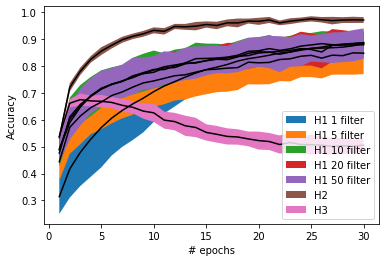 1.0
0.9
0.8
0.7
0.6
0.5
0.4
0.3
Accuracy
H1 1 filter
H1 5 filter
H1 10 filter
H1 20 filter
H1 50 filter
H2
H3
0 5 10 15 20 25 30
# epochs